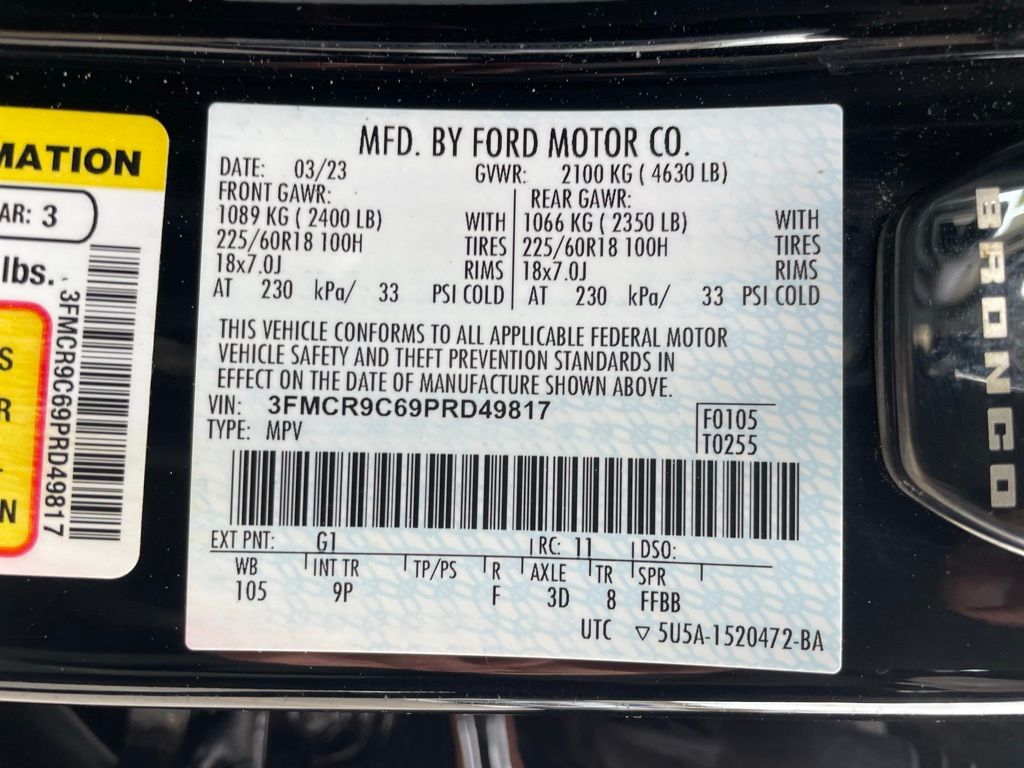 MATION
AR: 3
lbs.
3FMCR9C69PRD49817
S
R
N
MFD. BY FORD MOTOR CO.
DATE: 03/23 GVWR: 2100 KG ( 4630 LB)
FRONT GAWR: REAR GAWR:
1089 KG ( 2400 LB) WITH 1066 KG ( 2350 LB) WITH
225/60R18 100H TIRES 225/60R18 100H TIRES
18x7.0J RIMS 18x7.0J RIMS
AT 230 kPa/ 33 PSI COLD AT 230 kPa/ 33 PSI COLD
THIS VEHICLE CONFORMS TO ALL APPLICABLE FEDERAL MOTOR
VEHICLE SAFETY AND THEFT PREVENTION STANDARDS IN
EFFECT ON THE DATE OF MANUFACTURE SHOWN ABOVE.
VIN: 3FMCR9C69PRD49817 F0105
TYPE: MPV T0255
EXT PNT: G1 RC: 11 DSO:
WB INT TR TP/PS R AXLE TR SPR
105 9P F 3D 8 FFBB
UTC ▽ 5U5A-1520472-BA
BRONCO